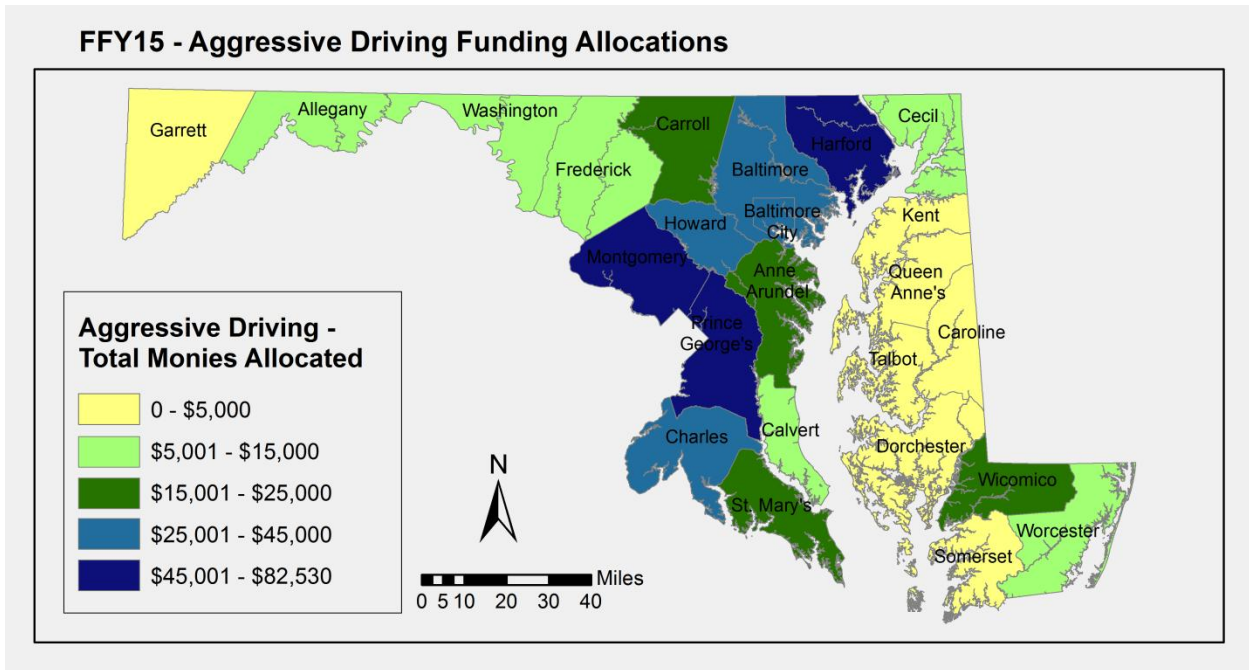 FFY15 - Aggressive Driving Funding Allocations
Garrett
Allegany
Washington
Frederick
Carroll
Baltimore
Harford
Cecil
Howard
Baltimore
City
Kent
Montgomery
Anne
Arundel
Queen
Anne's
Prince
George's
Caroline
Talbot
Charles
Calvert
Dorchester
St. Mary's
Wicomico
Worcester
Somerset
Aggressive Driving -
Total Monies Allocated
0 - $5,000
$5,001 - $15,000
$15,001 - $25,000
$25,001 - $45,000
$45,001 - $82,530
N
Miles
0 5 10 20 30 40